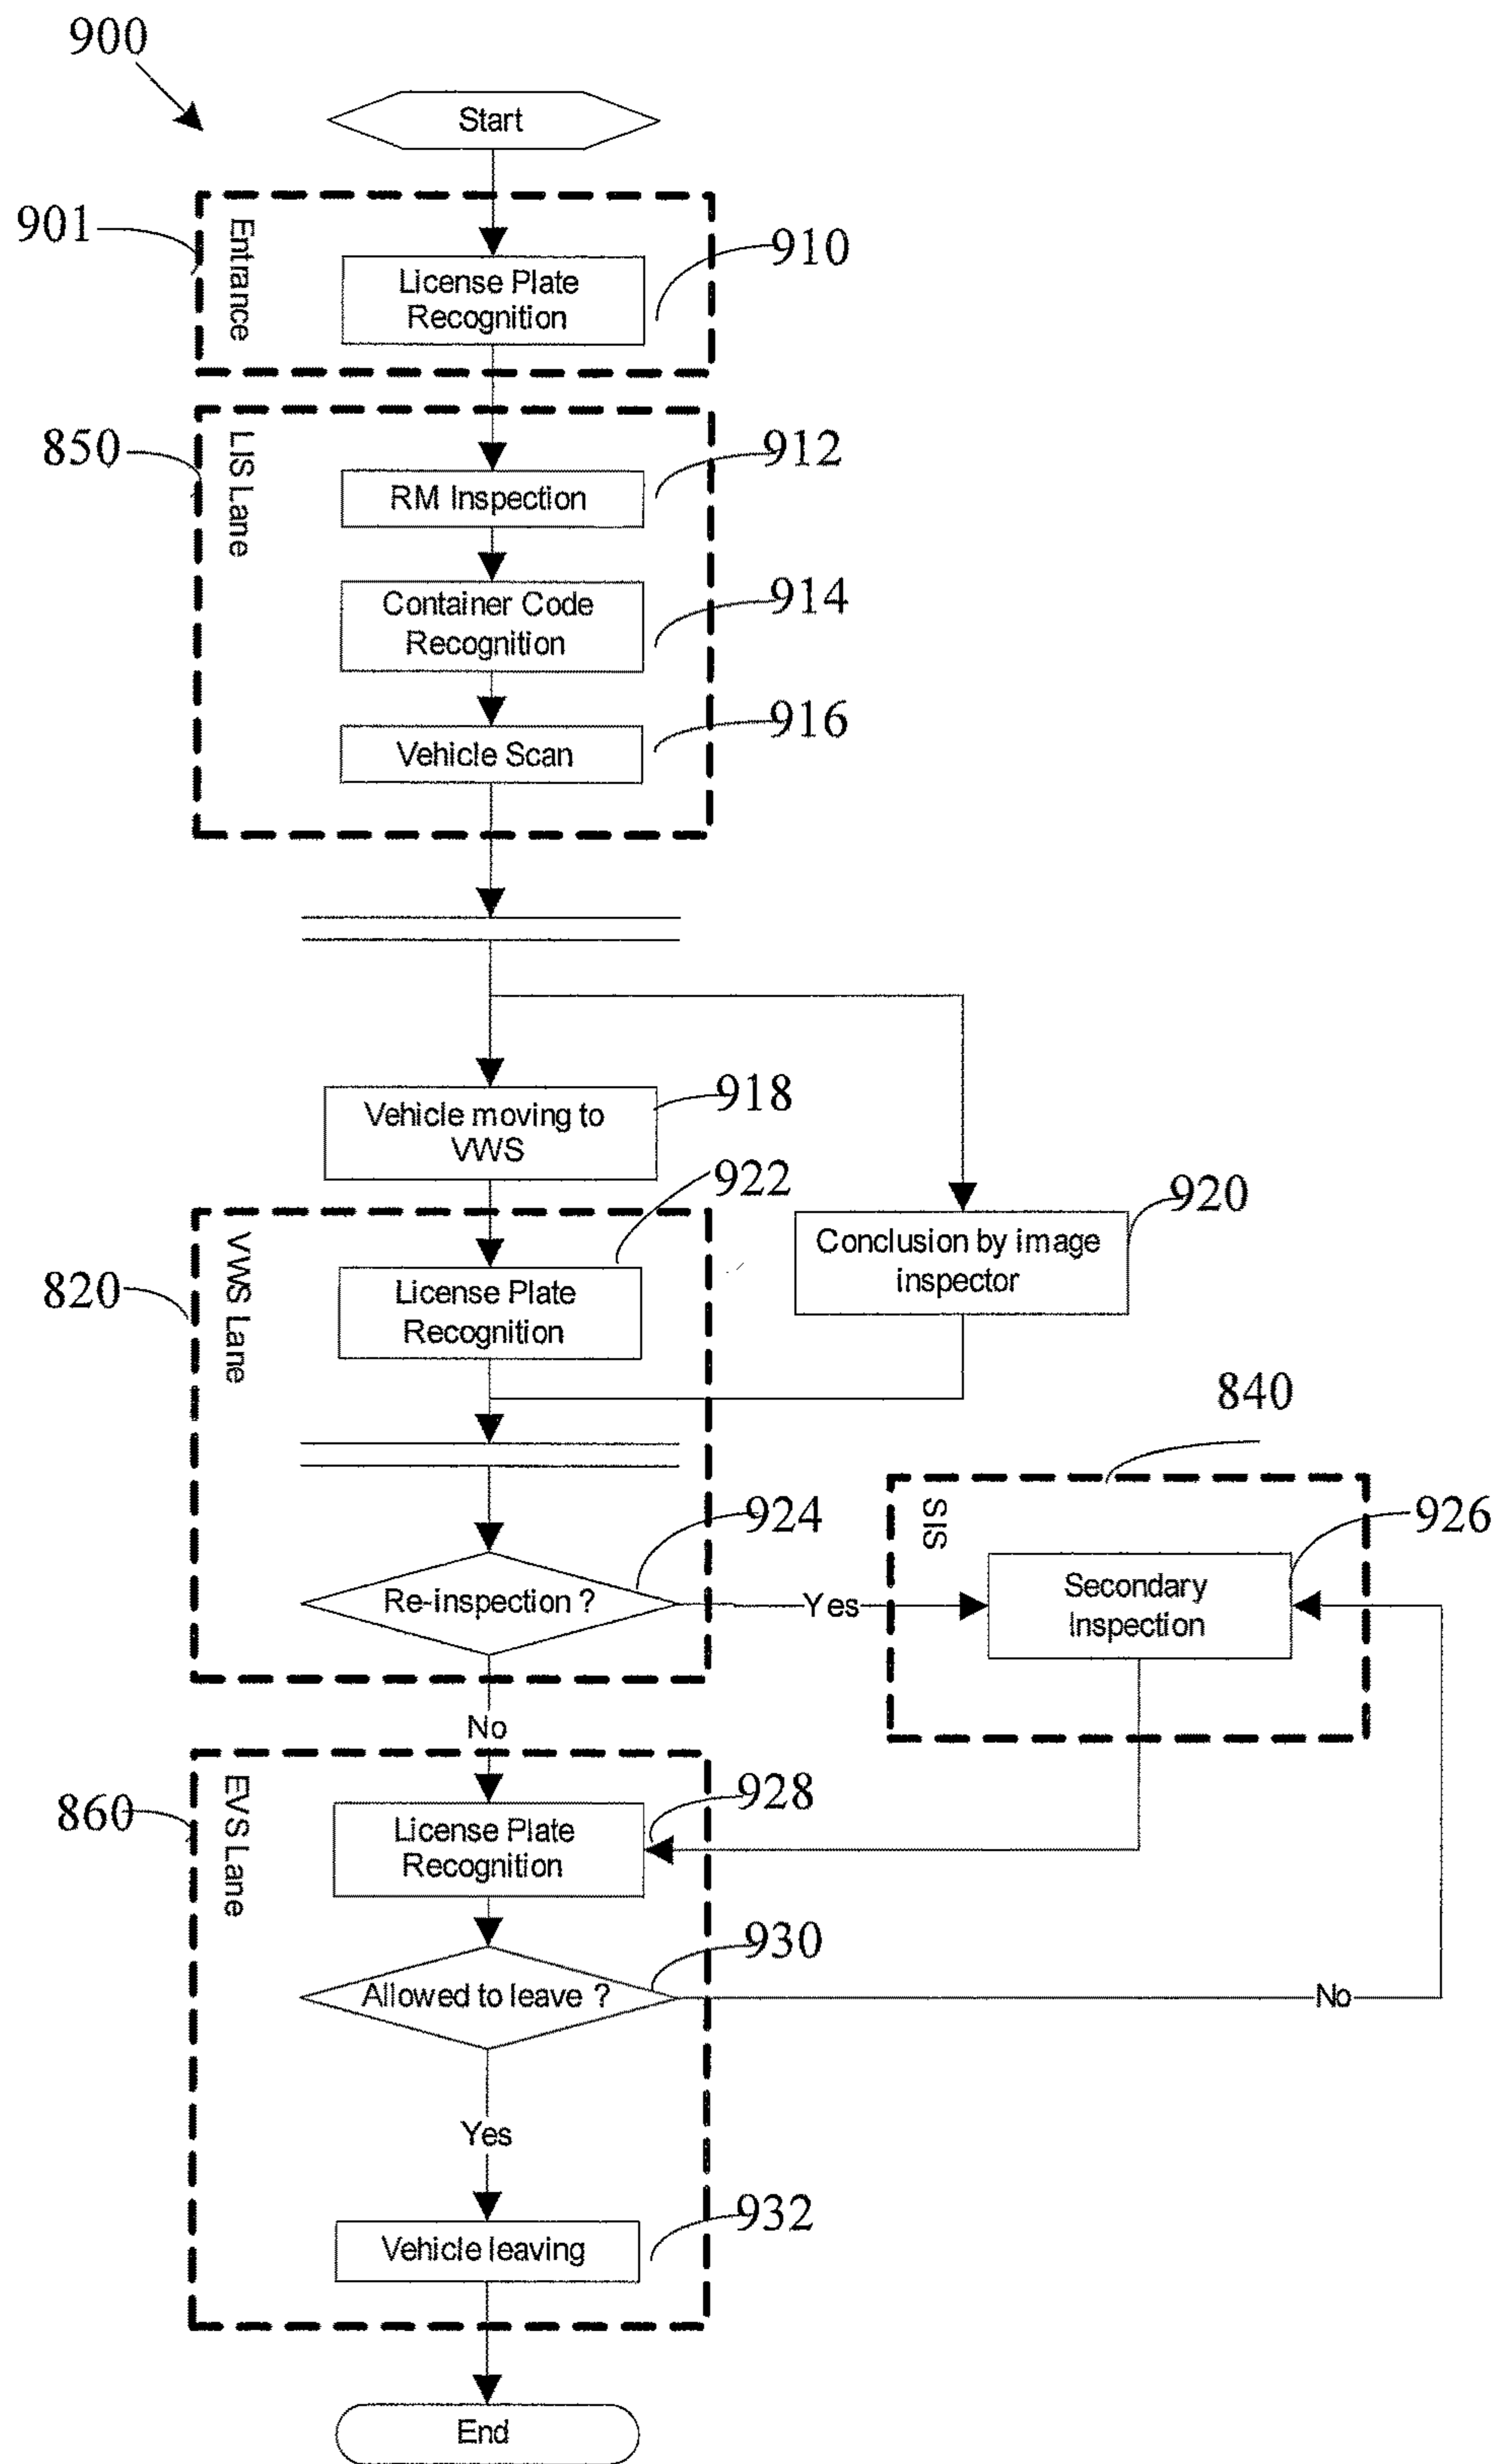 900
Start
901
Entrance
License Plate
Recognition
910
850
LIS Lane
RM Inspection
912
Container Code
Recognition
914
Vehicle Scan
916
Vehicle moving to
VWS
918
922
920
Conclusion by image
inspector
820
VWS Lane
License Plate
Recognition
840
924
SIS
926
Re-inspection ?
Yes
Secondary
Inspection
No
860
EVS Lane
License Plate
Recognition
928
930
Allowed to leave ?
No
Yes
932
Vehicle leaving
End